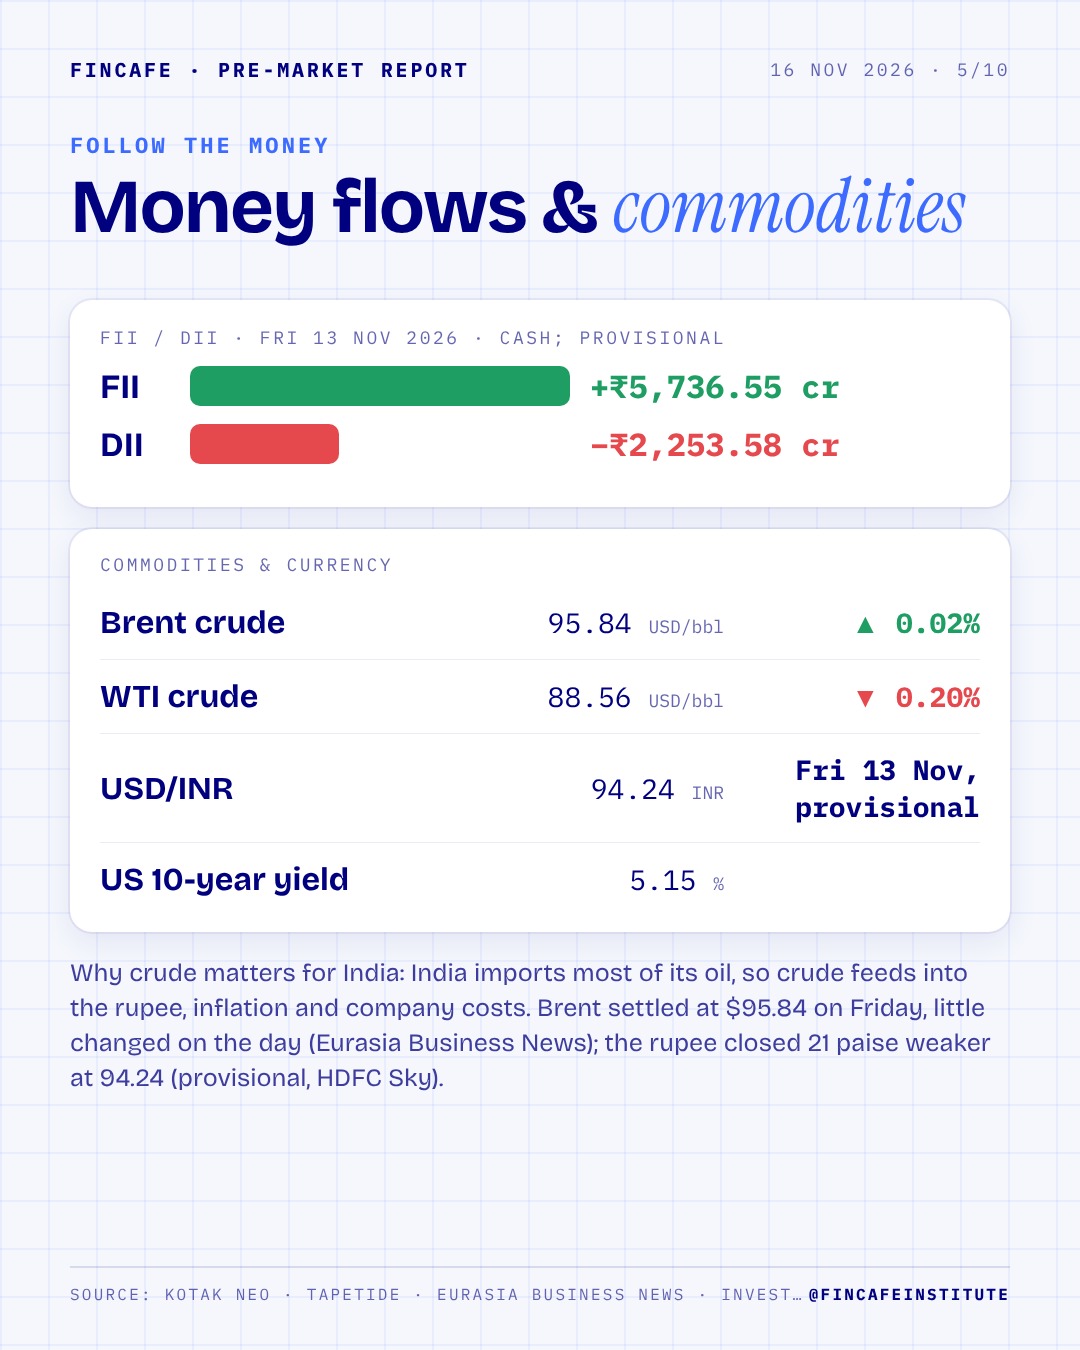 FINCAFE · PRE-MARKET REPORT
16 NOV 2026 · 5/10
FOLLOW THE MONEY
Money flows & commodities
FII / DII · FRI 13 NOV 2026 · CASH; PROVISIONAL
FII +₹5,736.55 cr
DII −₹2,253.58 cr
COMMODITIES & CURRENCY
Brent crude 95.84 USD/bbl ▲ 0.02%
WTI crude 88.56 USD/bbl ▼ 0.20%
USD/INR 94.24 INR Fri 13 Nov,
provisional
US 10-year yield 5.15 %
Why crude matters for India: India imports most of its oil, so crude feeds into
the rupee, inflation and company costs. Brent settled at $95.84 on Friday, little
changed on the day (Eurasia Business News); the rupee closed 21 paise weaker
at 94.24 (provisional, HDFC Sky).
SOURCE: KOTAK NEO · TAPETIDE · EURASIA BUSINESS NEWS · INVEST… @FINCAFEINSTITUTE